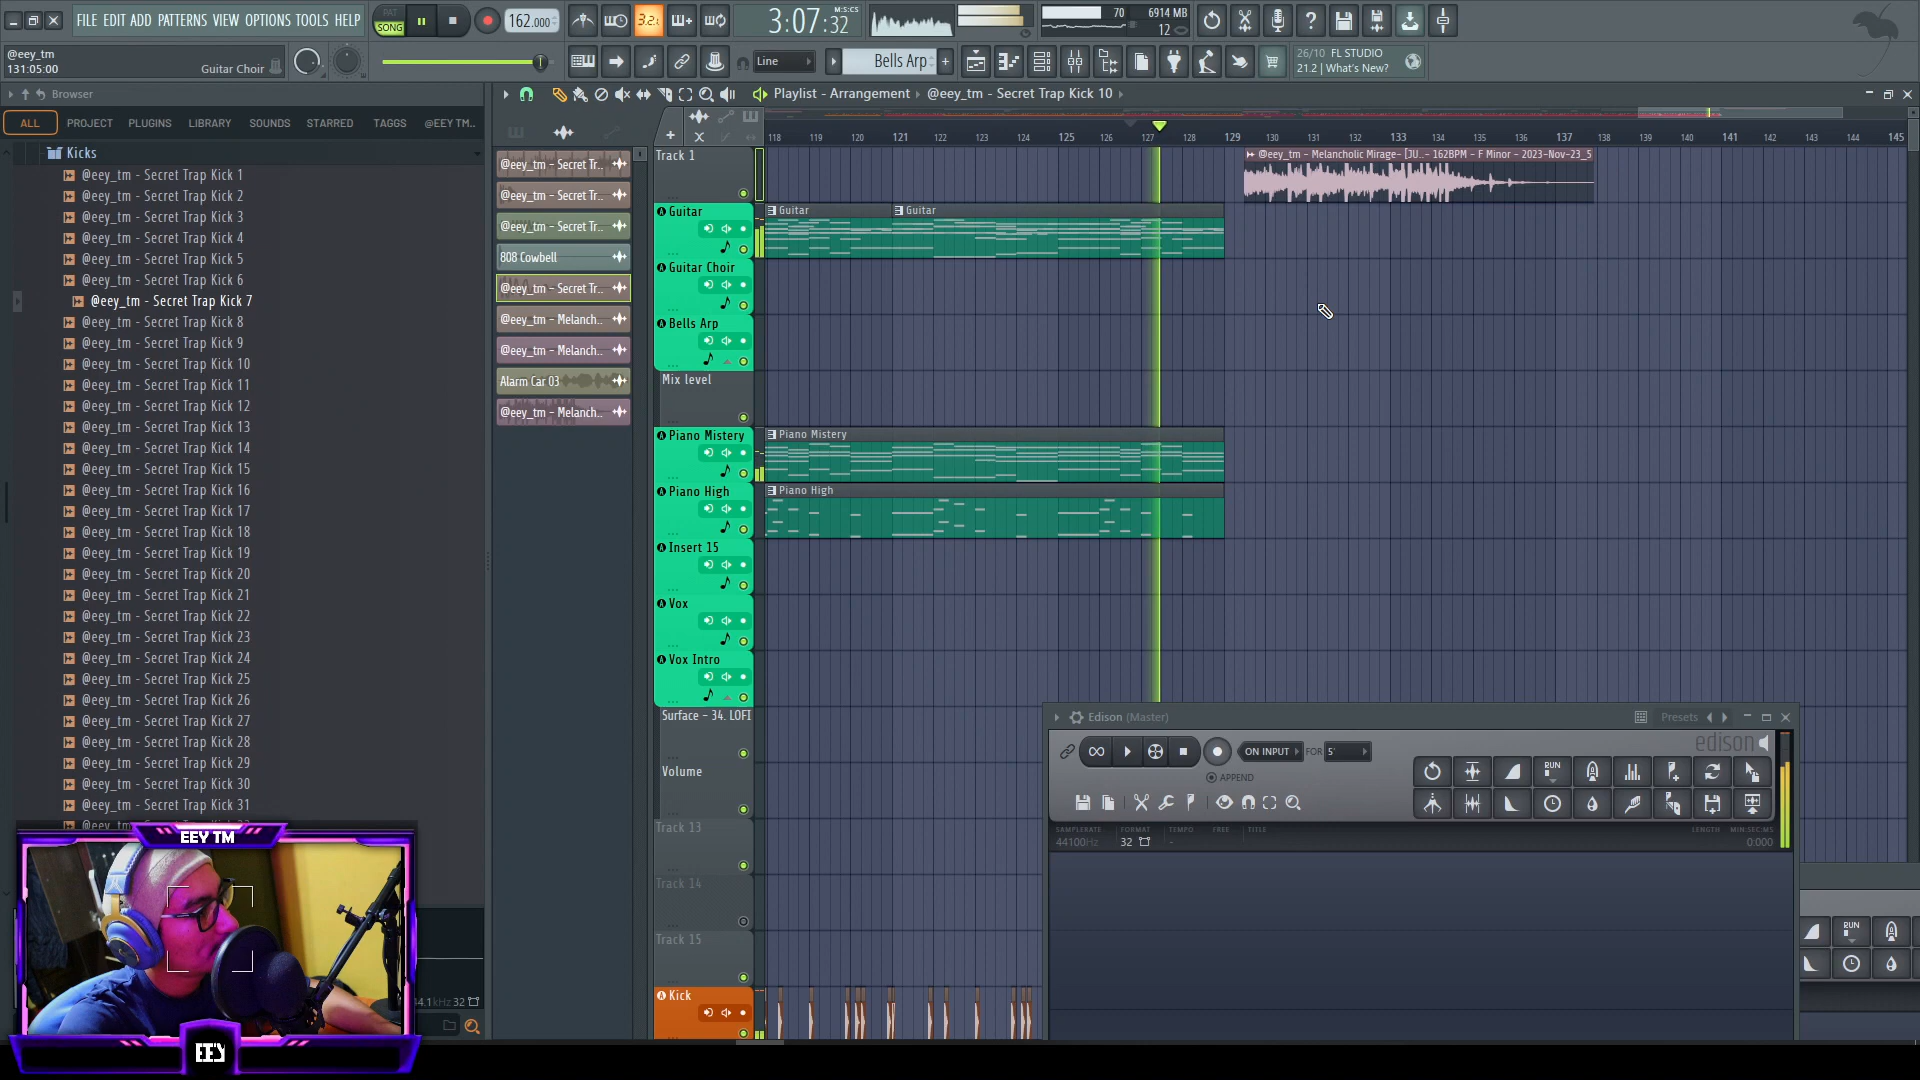 FILE EDIT ADD PATTERNS VIEW OPTIONS TOOLS HELP
PAT
SONG
162.000
3.2.
3:07:32
M:S:CS
70
6914 MB
12
@eey_tm
131:05:00
Guitar Choir
Line
Bells Arp
26/10 FL STUDIO
21.2 | What's New?
Browser
ALL
PROJECT
PLUGINS
LIBRARY
SOUNDS
STARRED
TAGGS
@EEY TM..
Kicks
@eey_tm - Secret Trap Kick 1
@eey_tm - Secret Trap Kick 2
@eey_tm - Secret Trap Kick 3
@eey_tm - Secret Trap Kick 4
@eey_tm - Secret Trap Kick 5
@eey_tm - Secret Trap Kick 6
@eey_tm - Secret Trap Kick 7
@eey_tm - Secret Trap Kick 8
@eey_tm - Secret Trap Kick 9
@eey_tm - Secret Trap Kick 10
@eey_tm - Secret Trap Kick 11
@eey_tm - Secret Trap Kick 12
@eey_tm - Secret Trap Kick 13
@eey_tm - Secret Trap Kick 14
@eey_tm - Secret Trap Kick 15
@eey_tm - Secret Trap Kick 16
@eey_tm - Secret Trap Kick 17
@eey_tm - Secret Trap Kick 18
@eey_tm - Secret Trap Kick 19
@eey_tm - Secret Trap Kick 20
@eey_tm - Secret Trap Kick 21
@eey_tm - Secret Trap Kick 22
@eey_tm - Secret Trap Kick 23
@eey_tm - Secret Trap Kick 24
@eey_tm - Secret Trap Kick 25
@eey_tm - Secret Trap Kick 26
@eey_tm - Secret Trap Kick 27
@eey_tm - Secret Trap Kick 28
@eey_tm - Secret Trap Kick 29
@eey_tm - Secret Trap Kick 30
@eey_tm - Secret Trap Kick 31
EEY TM
EEY
4.1kHz 32
@eey_tm - Secret Tr..
@eey_tm - Secret Tr..
@eey_tm - Secret Tr..
808 Cowbell
@eey_tm - Secret Tr..
@eey_tm - Melanch..
@eey_tm - Melanch..
Alarm Car 03
@eey_tm - Melanch..
Playlist - Arrangement
@eey_tm - Secret Trap Kick 10
118 119 120 121 122 123 124 125 126 127 128 129 130 131 132 133 134 135 136 137 138 139 140 141 142 143 144 145
Track 1
@eey_tm - Melancholic Mirage- [JU..- 162BPM - F Minor - 2023-Nov-23_5
Guitar
Guitar
Guitar
Guitar Choir
Bells Arp
Mix level
Piano Mistery
Piano Mistery
Piano High
Piano High
Insert 15
Vox
Vox Intro
Surface - 34. LOFI
Volume
Track 13
Track 14
Track 15
Kick
Edison (Master)
Presets
edison
ON INPUT
FOR
5'
APPEND
RUN
SAMPLERATE
FORMAT
TEMPO
FREE
TITLE
LENGTH
MIN:SEC:MS
44100Hz
32
-
0:000
RUN